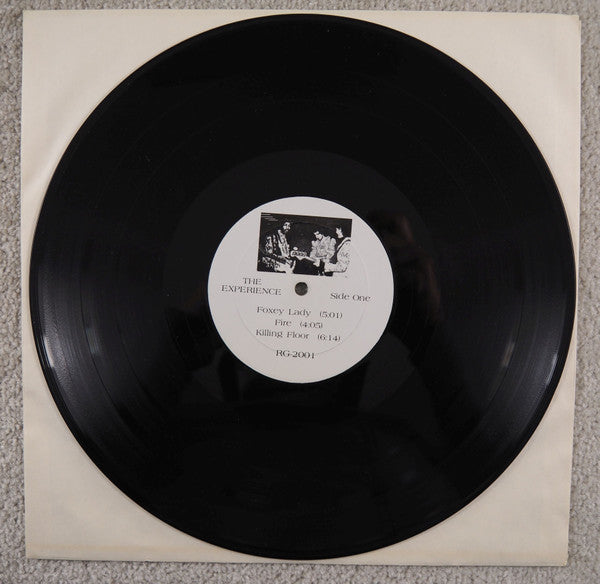 THE
EXPERIENCE
Side One
Foxey Lady (5:01)
Fire (4:05)
Killing Floor (6:14)
RG-2001